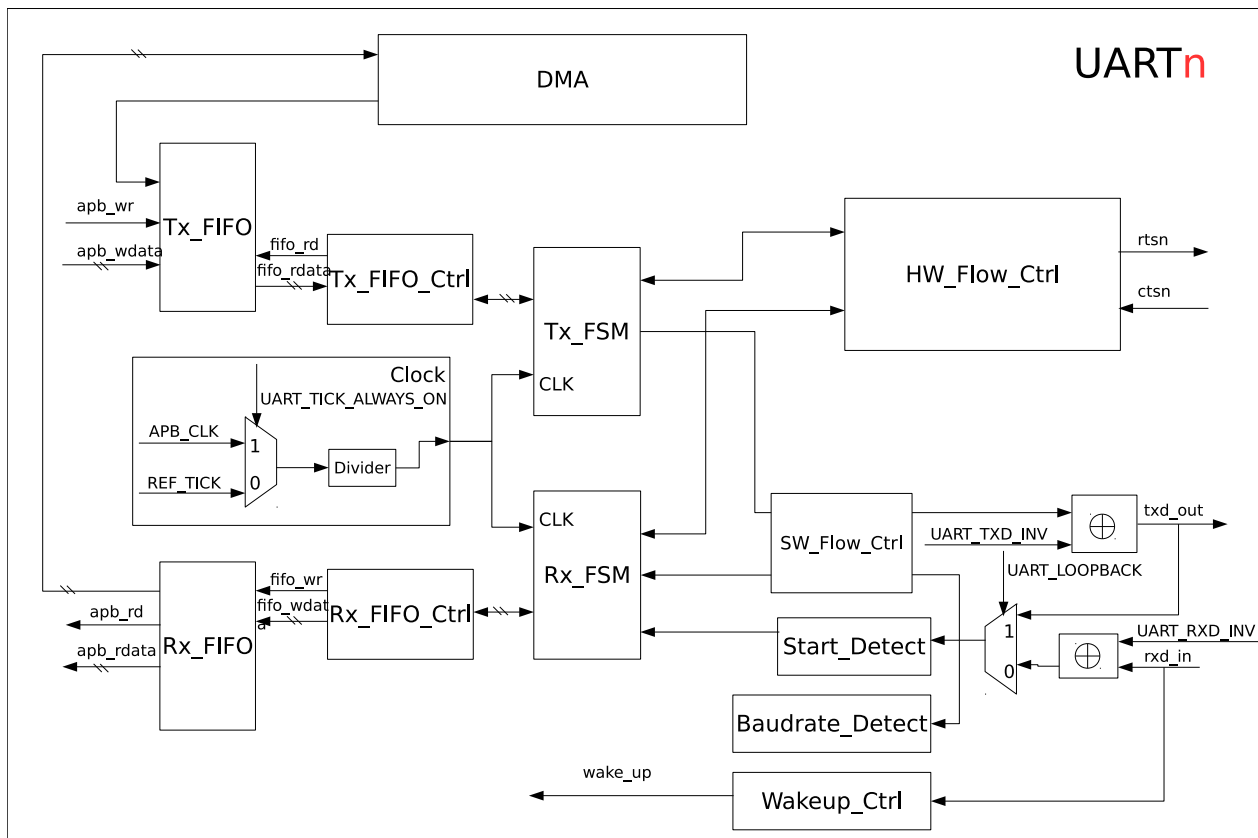 UARTn
DMA
apb_wr
Tx_FIFO
apb_wdata
fifo_rd
fifo_rdata
Tx_FIFO_Ctrl
Tx_FSM
CLK
HW_Flow_Ctrl
rtsn
ctsn
Clock
UART_TICK_ALWAYS_ON
APB_CLK
1
REF_TICK
0
Divider
CLK
Rx_FSM
SW_Flow_Ctrl
UART_TXD_INV
txd_out
UART_LOOPBACK
fifo_wr
fifo_wdat
a
Rx_FIFO_Ctrl
apb_rd
Rx_FIFO
apb_rdata
Start_Detect
1
0
UART_RXD_INV
rxd_in
Baudrate_Detect
wake_up
Wakeup_Ctrl